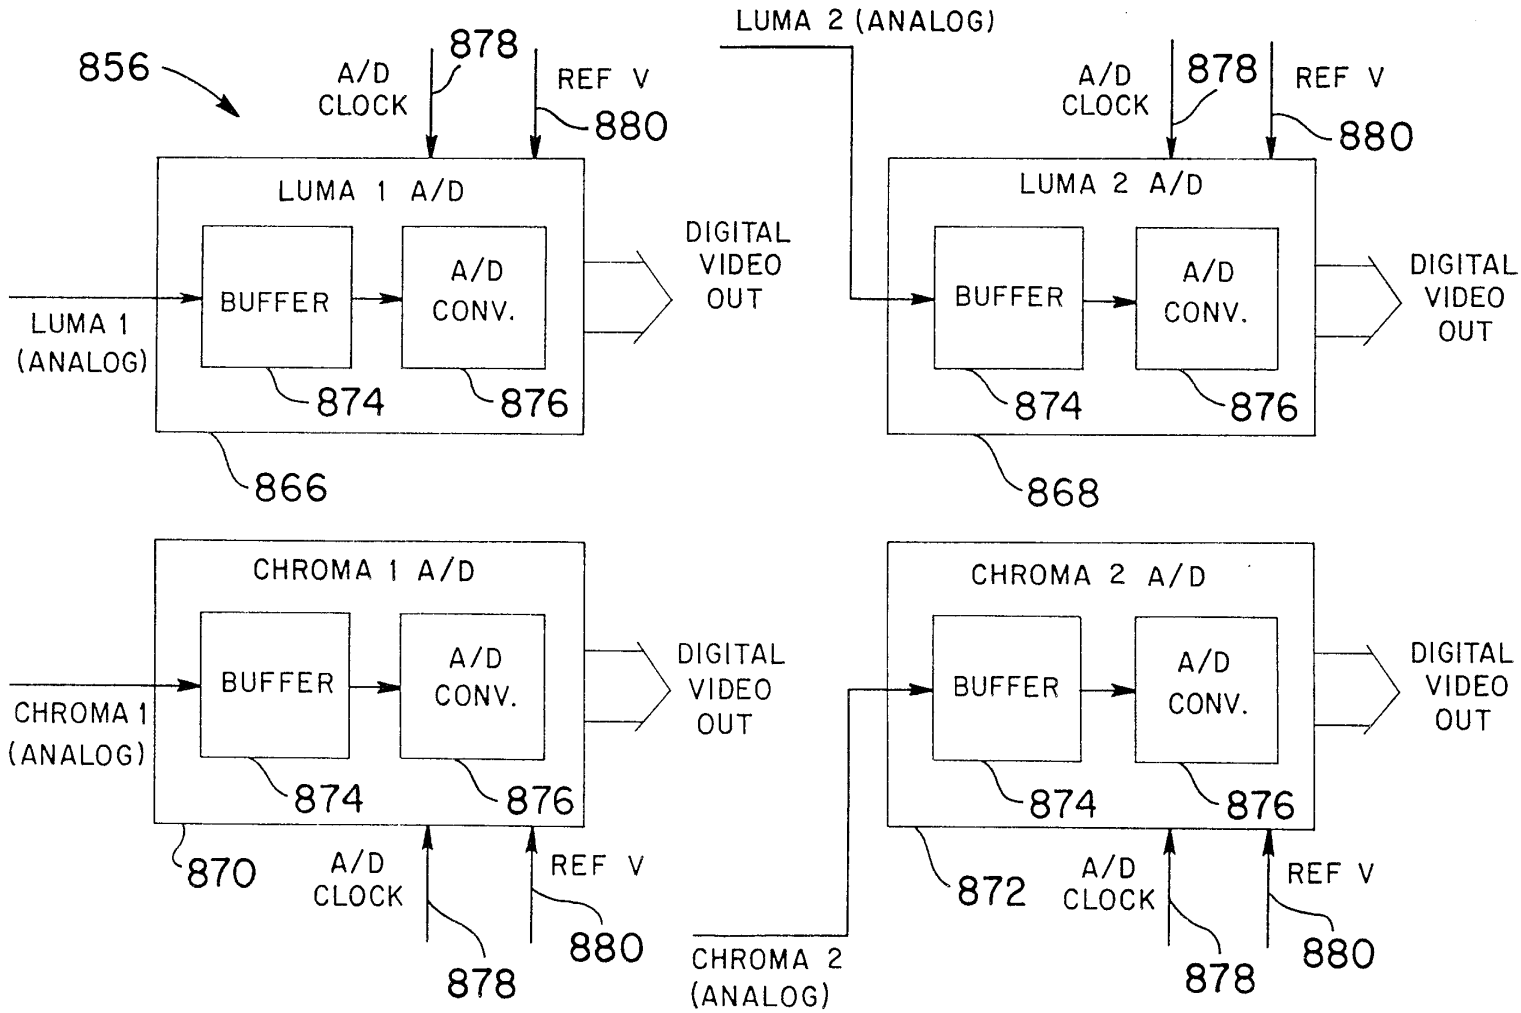 856
A/D
CLOCK
878
REF V
880
LUMA 1 A/D
BUFFER
A/D
CONV.
874
876
LUMA 1
(ANALOG)
DIGITAL
VIDEO
OUT
866
LUMA 2 (ANALOG)
A/D
CLOCK
878
REF V
880
LUMA 2 A/D
BUFFER
A/D
CONV.
874
876
DIGITAL
VIDEO
OUT
868
CHROMA 1 A/D
BUFFER
A/D
CONV.
874
876
CHROMA 1
(ANALOG)
DIGITAL
VIDEO
OUT
870
A/D
CLOCK
878
REF V
880
CHROMA 2 A/D
BUFFER
A/D
CONV.
874
876
DIGITAL
VIDEO
OUT
872
A/D
CLOCK
878
REF V
880
CHROMA 2
(ANALOG)